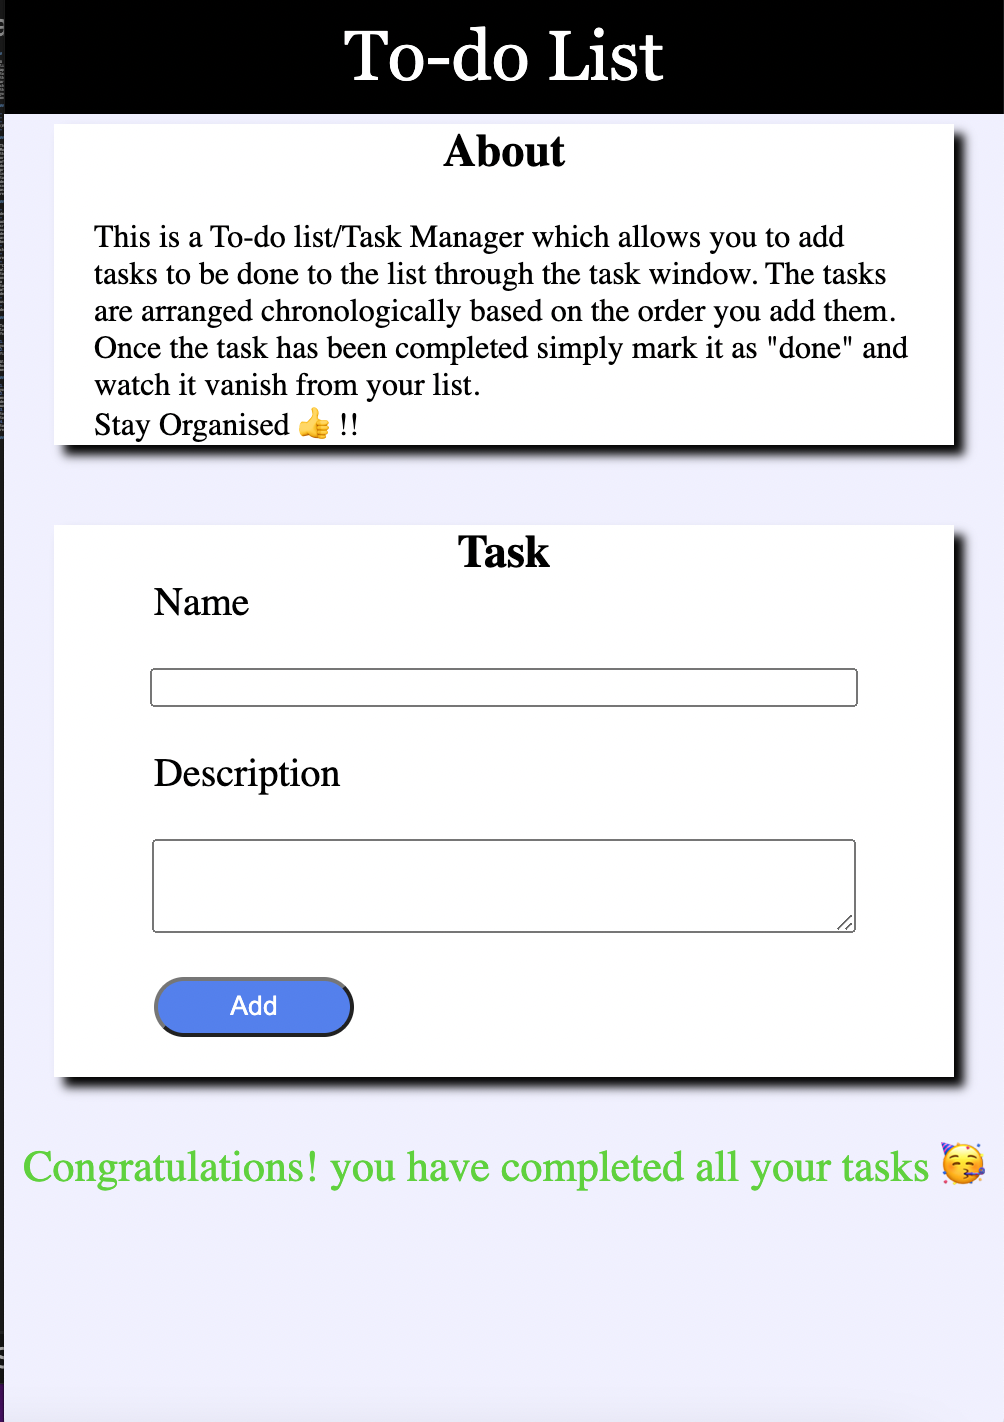 To-do List
About
This is a To-do list/Task Manager which allows you to add
tasks to be done to the list through the task window. The tasks
are arranged chronologically based on the order you add them.
Once the task has been completed simply mark it as "done" and
watch it vanish from your list.
Stay Organised 👍 !!
Task
Name
Description
Add
Congratulations! you have completed all your tasks 🥳